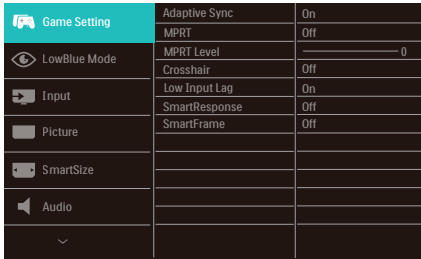 Game Setting
LowBlue Mode
Input
Picture
SmartSize
Audio
Adaptive Sync On
MPRT Off
MPRT Level 0
Crosshair Off
Low Input Lag On
SmartResponse Off
SmartFrame Off